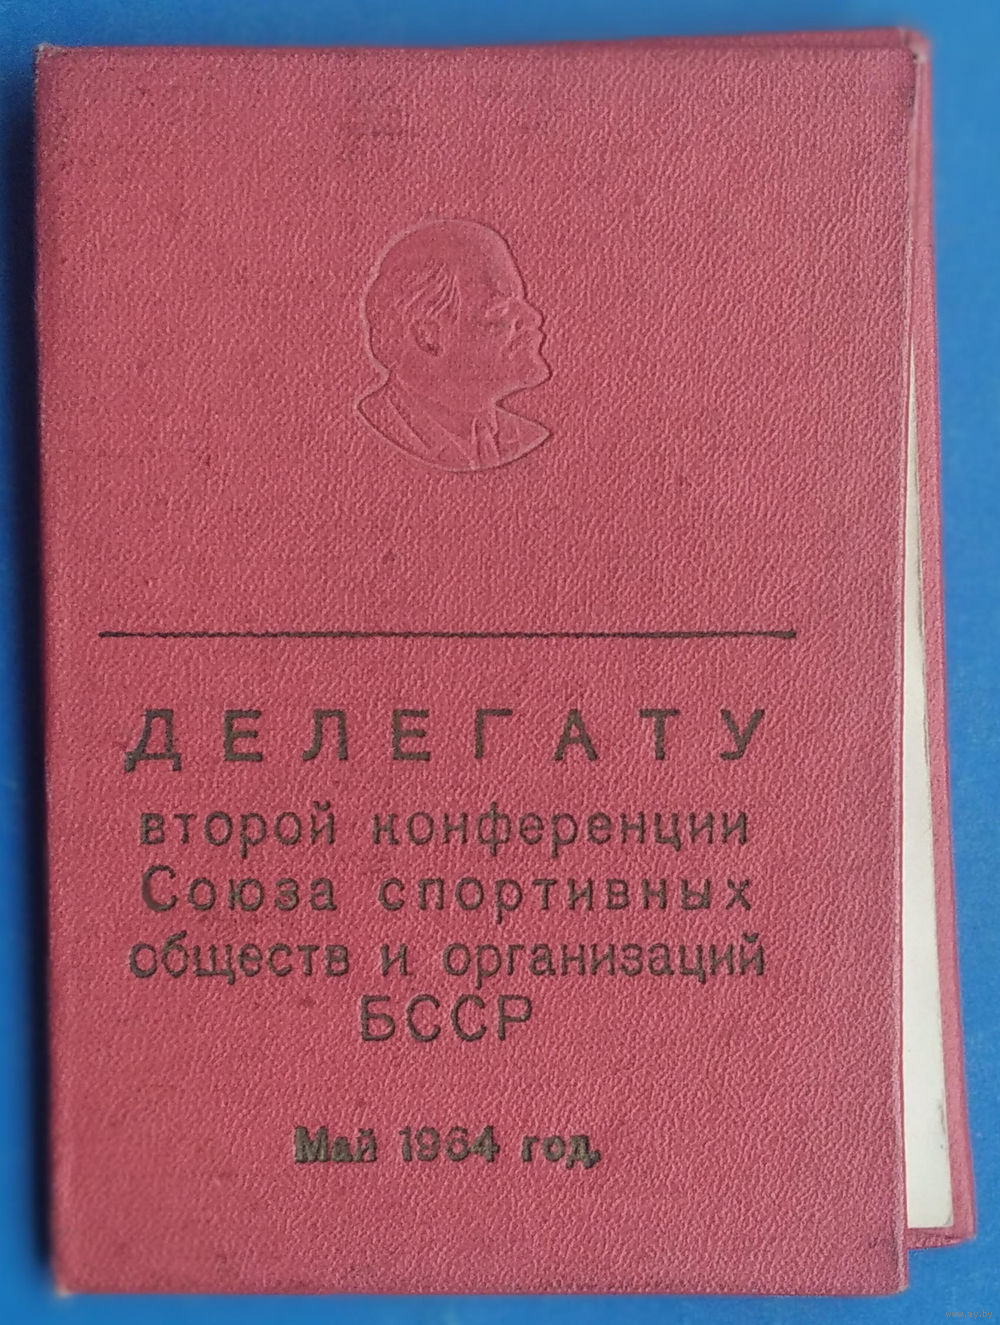 ДЕЛЕГАТУ
второй конференции
Союза спортивных
обществ и организаций
БССР
Май 1964 год.